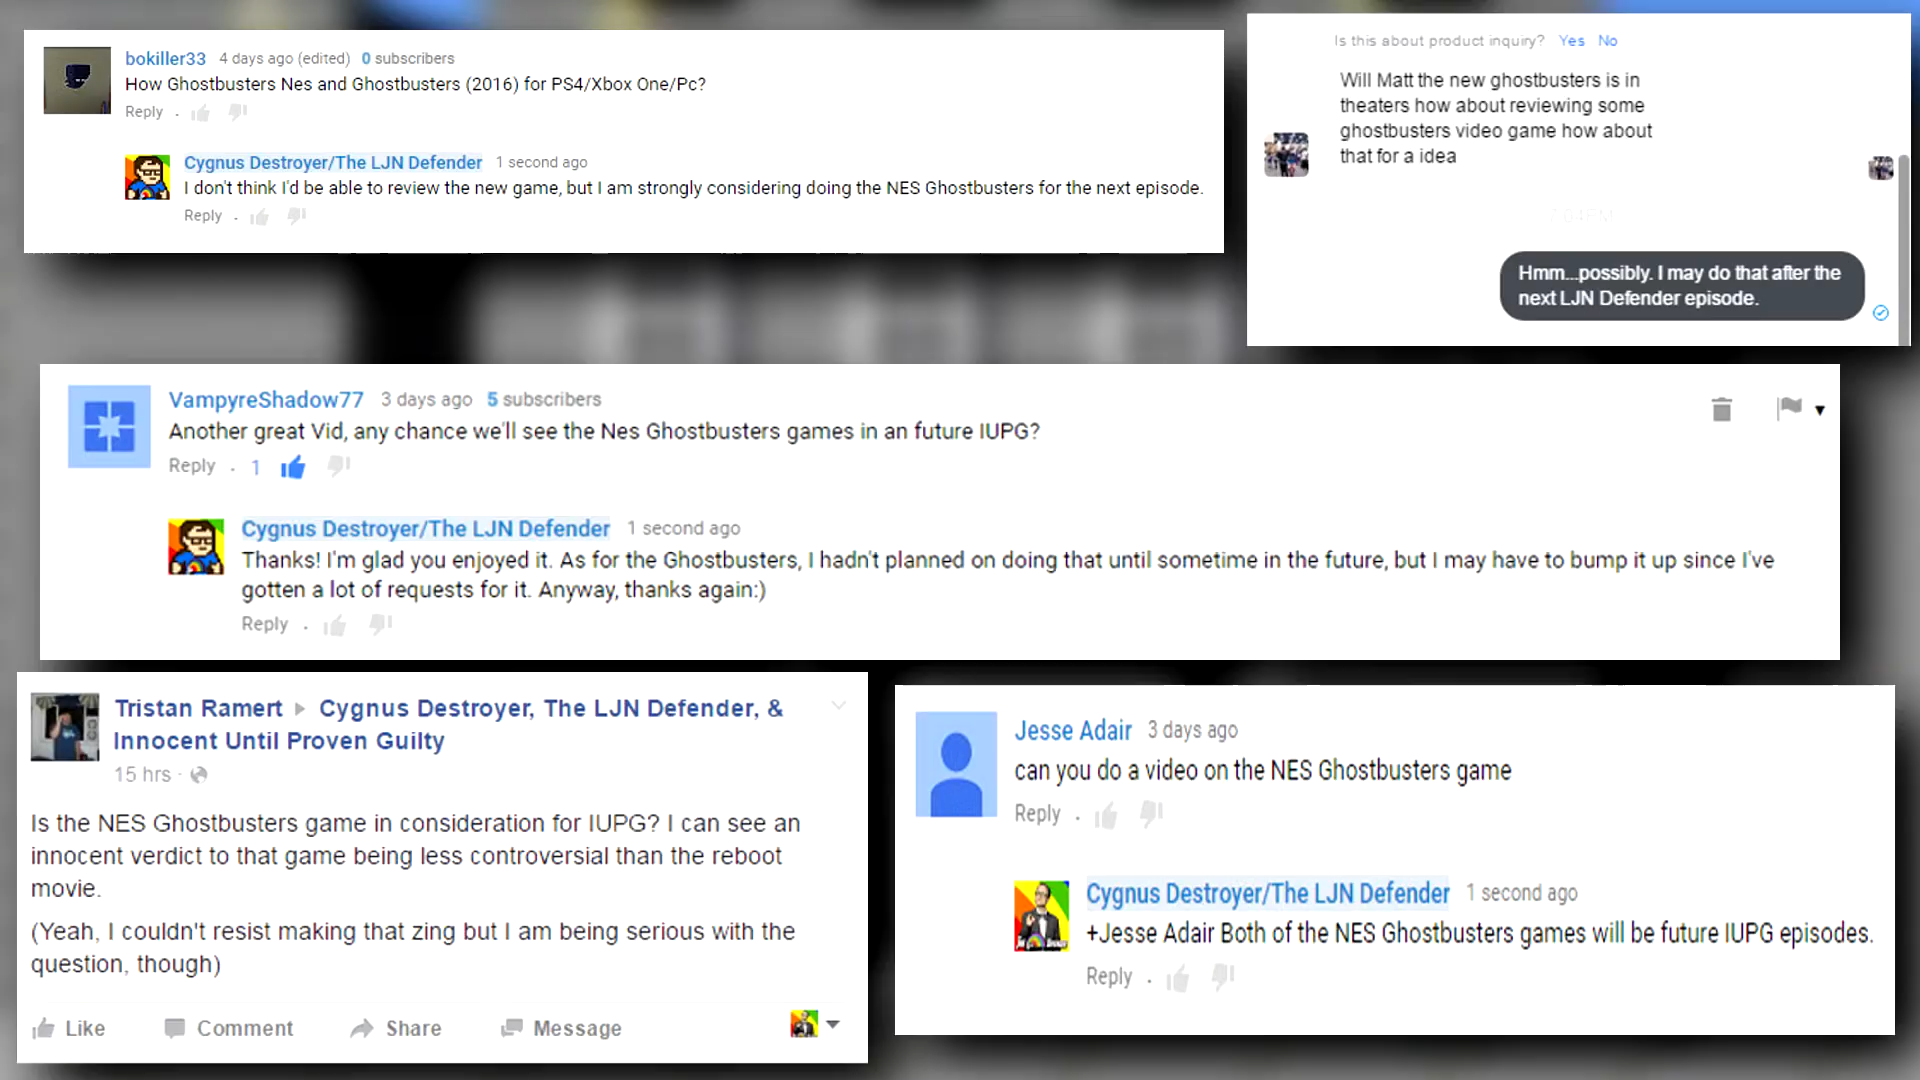 bokiller33 4 days ago (edited) 0 subscribers
How Ghostbusters Nes and Ghostbusters (2016) for PS4/Xbox One/Pc?
Reply .
Cygnus Destroyer/The LJN Defender 1 second ago
I don't think I'd be able to review the new game, but I am strongly considering doing the NES Ghostbusters for the next episode.
Reply .
Is this about product inquiry? Yes No
Will Matt the new ghostbusters is in
theaters how about reviewing some
ghostbusters video game how about
that for a idea
Hmm...possibly. I may do that after the
next LJN Defender episode.
VampyreShadow77 3 days ago 5 subscribers
Another great Vid, any chance we'll see the Nes Ghostbusters games in an future IUPG?
Reply . 1
Cygnus Destroyer/The LJN Defender 1 second ago
Thanks! I'm glad you enjoyed it. As for the Ghostbusters, I hadn't planned on doing that until sometime in the future, but I may have to bump it up since I've
gotten a lot of requests for it. Anyway, thanks again:)
Reply .
Tristan Ramert ▸ Cygnus Destroyer, The LJN Defender, &
Innocent Until Proven Guilty
15 hrs ·
Is the NES Ghostbusters game in consideration for IUPG? I can see an
innocent verdict to that game being less controversial than the reboot
movie.
(Yeah, I couldn't resist making that zing but I am being serious with the
question, though)
Like Comment Share Message
Jesse Adair 3 days ago
can you do a video on the NES Ghostbusters game
Reply .
Cygnus Destroyer/The LJN Defender 1 second ago
+Jesse Adair Both of the NES Ghostbusters games will be future IUPG episodes.
Reply .